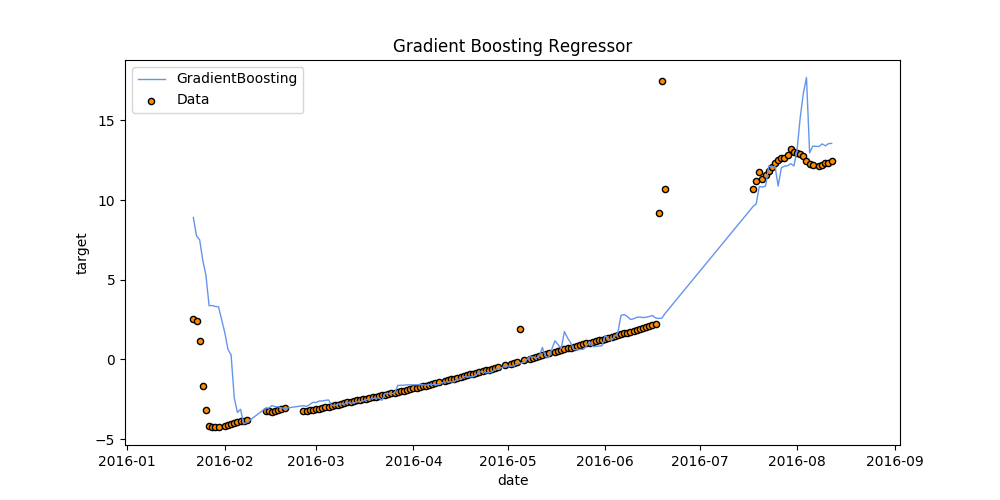 Gradient Boosting Regressor
GradientBoosting
Data
target
15
10
5
0
−5
2016-01 2016-02 2016-03 2016-04 2016-05 2016-06 2016-07 2016-08 2016-09
date